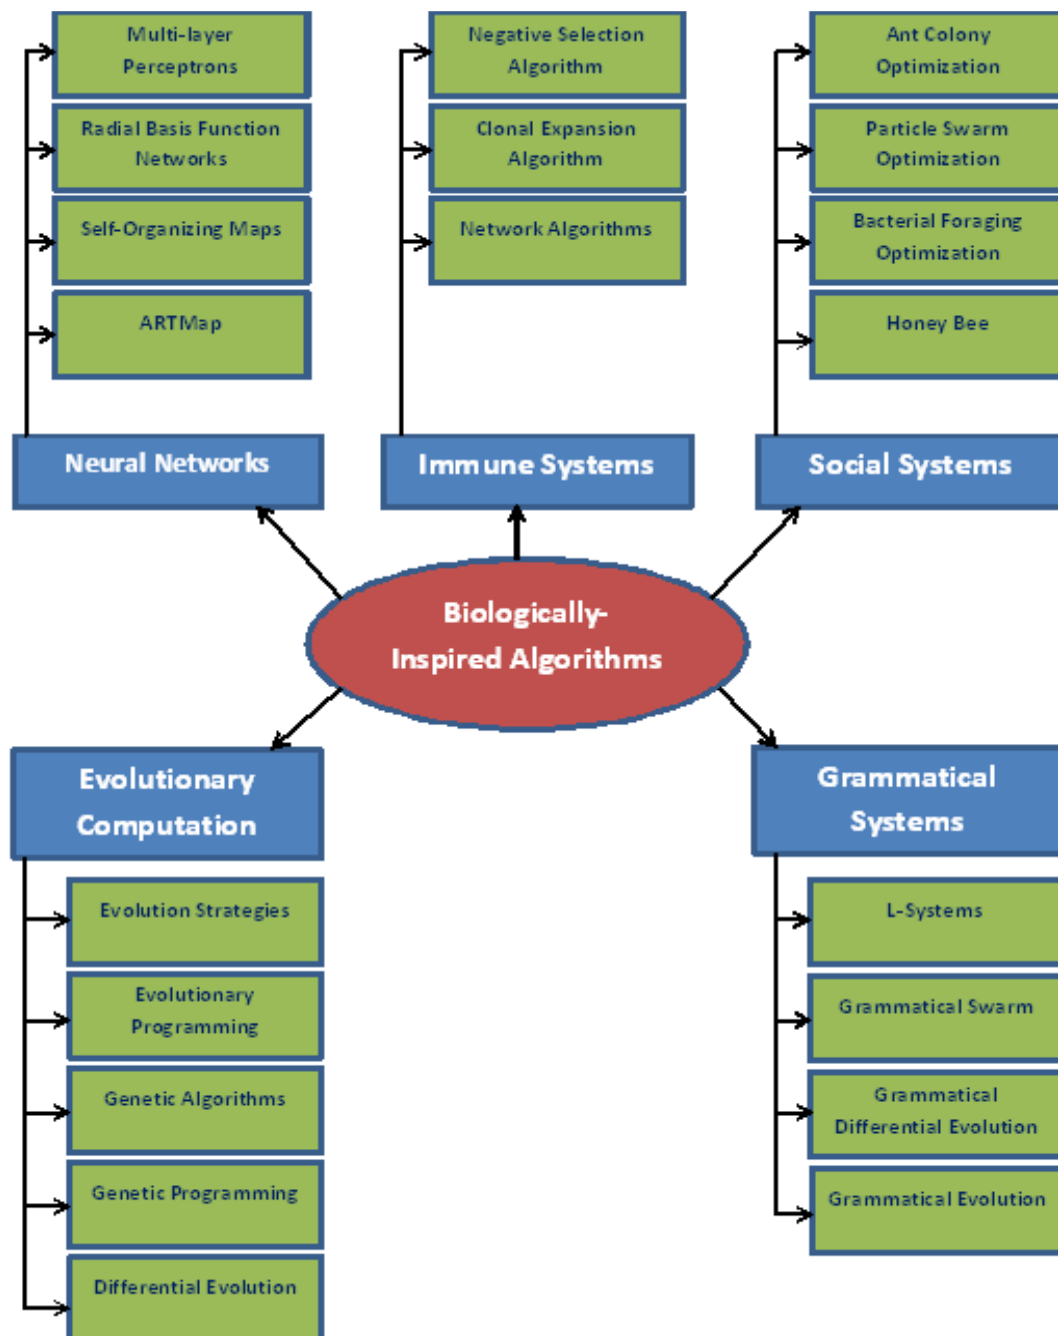 Multi-layer
Perceptrons
Radial Basis Function
Networks
Self-Organizing Maps
ARTMap
Neural Networks
Negative Selection
Algorithm
Clonal Expansion
Algorithm
Network Algorithms
Immune Systems
Ant Colony
Optimization
Particle Swarm
Optimization
Bacterial Foraging
Optimization
Honey Bee
Social Systems
Biologically-
Inspired Algorithms
Evolutionary
Computation
Evolution Strategies
Evolutionary
Programming
Genetic Algorithms
Genetic Programming
Differential Evolution
Grammatical
Systems
L-Systems
Grammatical Swarm
Grammatical
Differential Evolution
Grammatical Evolution